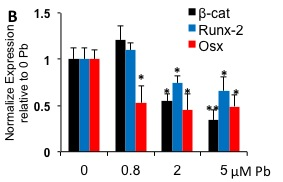 B
β-cat
Runx-2
Osx
Normalize Expression
relative to 0 Pb
1.5
1
0.5
0
*
*
*
*
**
*
*
0
0.8
2
5 µM Pb